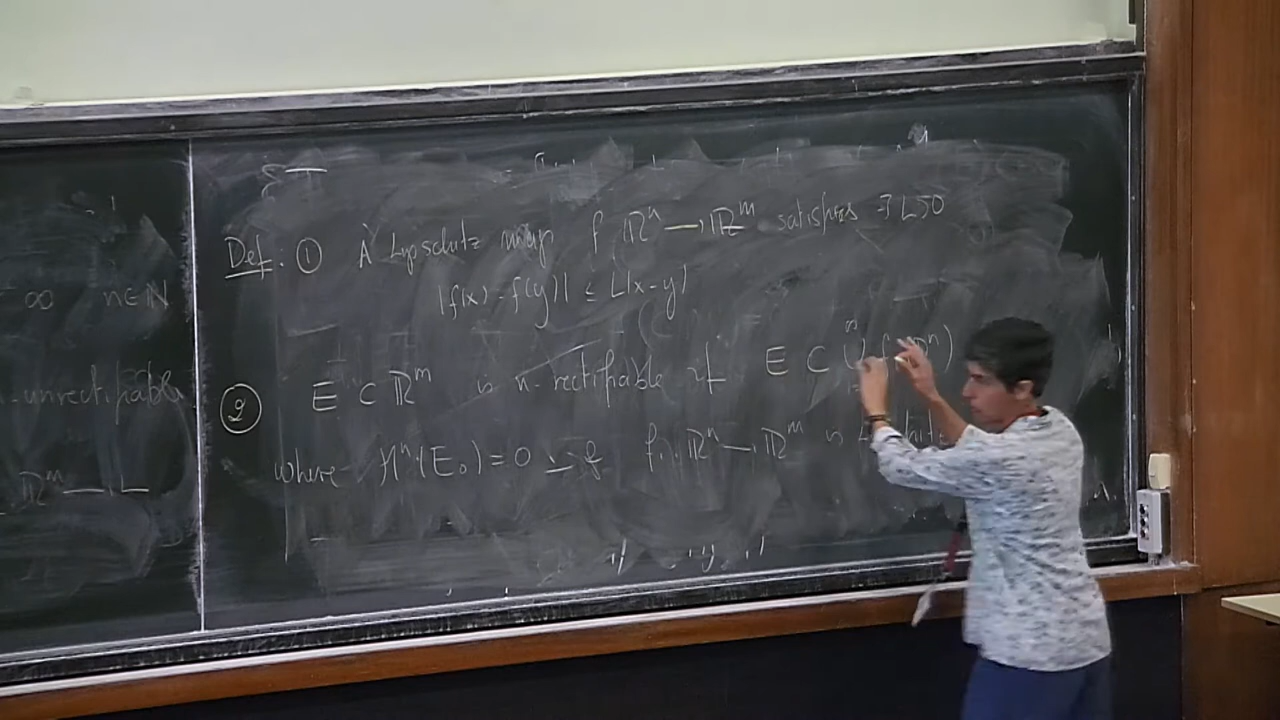 ∞ n∈ℕ
-unrectifiable
ℝᵐ
Def: ① A Lipschitz map f ℝⁿ → ℝᵐ satisfies ∃ L>0
|f(x) - f(y)| ≤ L|x-y|
② E ⊂ ℝᵐ is n-rectifiable if E ⊂
where ℋⁿ(E₀) = 0 & fᵢ: ℝⁿ → ℝᵐ is